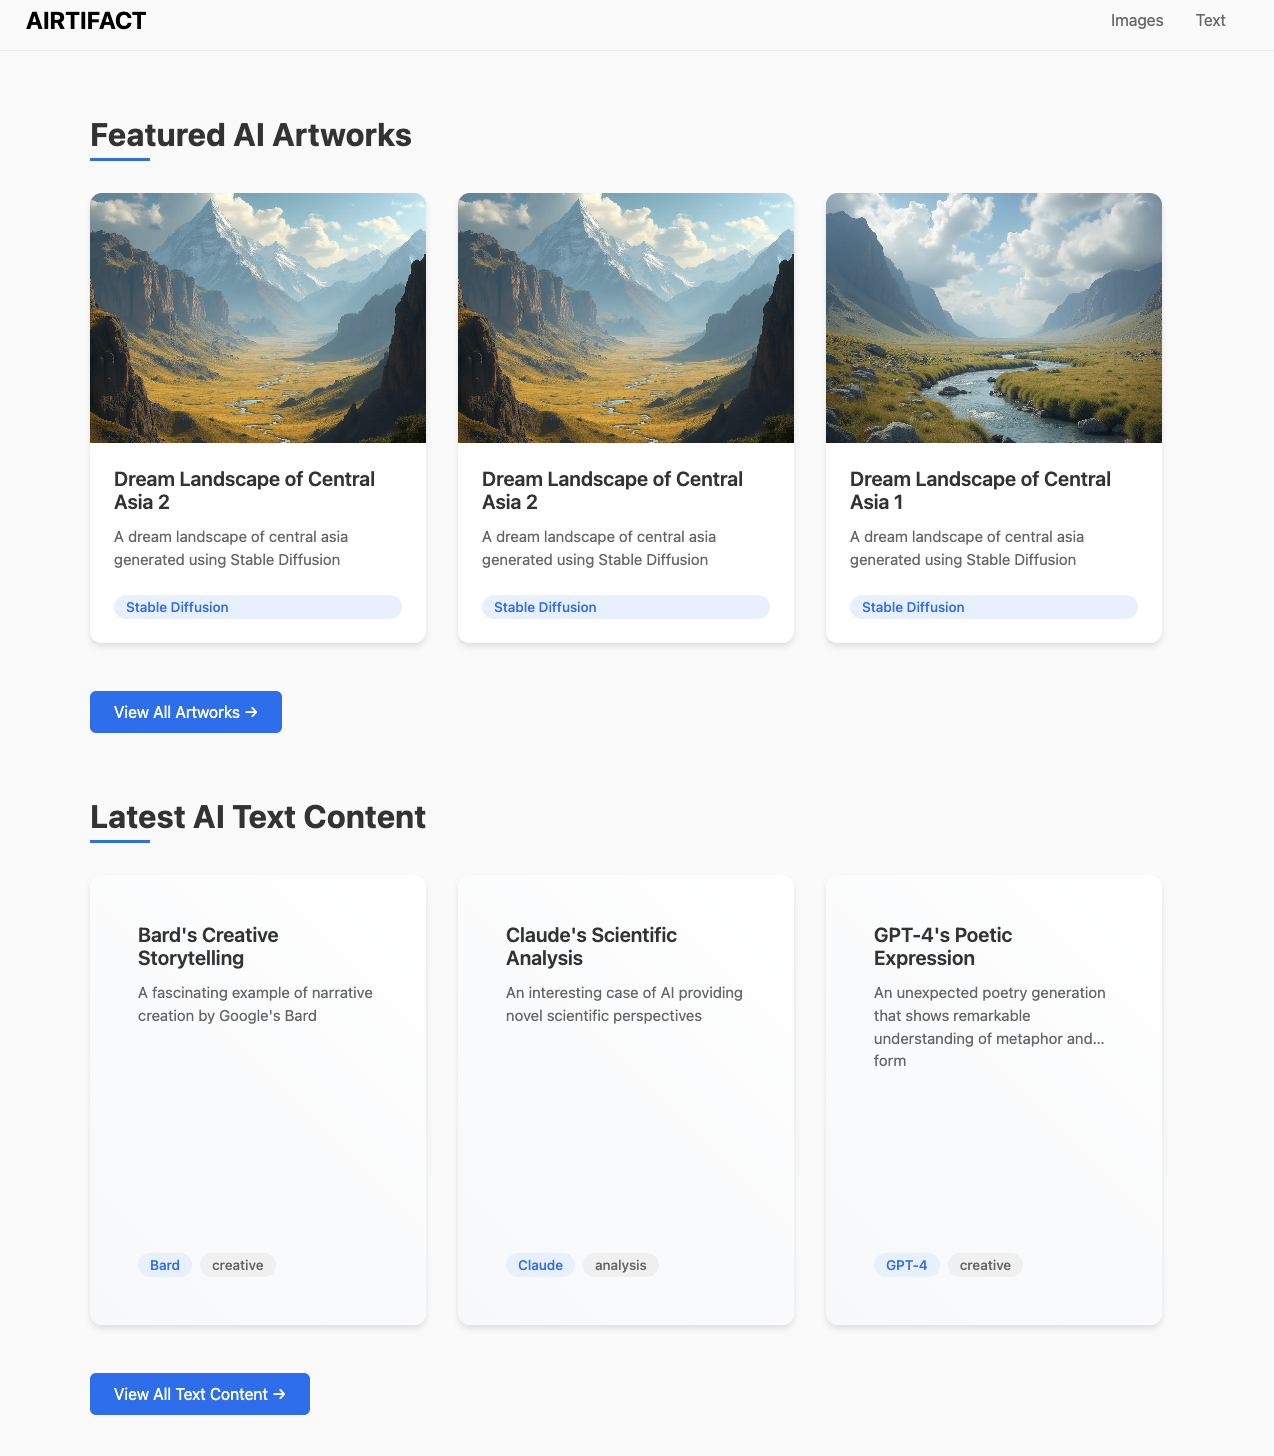 AIRTIFACT
Images
Text
Featured AI Artworks
Dream Landscape of Central
Asia 2
A dream landscape of central asia
generated using Stable Diffusion
Stable Diffusion
Dream Landscape of Central
Asia 2
A dream landscape of central asia
generated using Stable Diffusion
Stable Diffusion
Dream Landscape of Central
Asia 1
A dream landscape of central asia
generated using Stable Diffusion
Stable Diffusion
View All Artworks →
Latest AI Text Content
Bard's Creative
Storytelling
A fascinating example of narrative
creation by Google's Bard
Bard
creative
Claude's Scientific
Analysis
An interesting case of AI providing
novel scientific perspectives
Claude
analysis
GPT-4's Poetic
Expression
An unexpected poetry generation
that shows remarkable
understanding of metaphor and...
form
GPT-4
creative
View All Text Content →